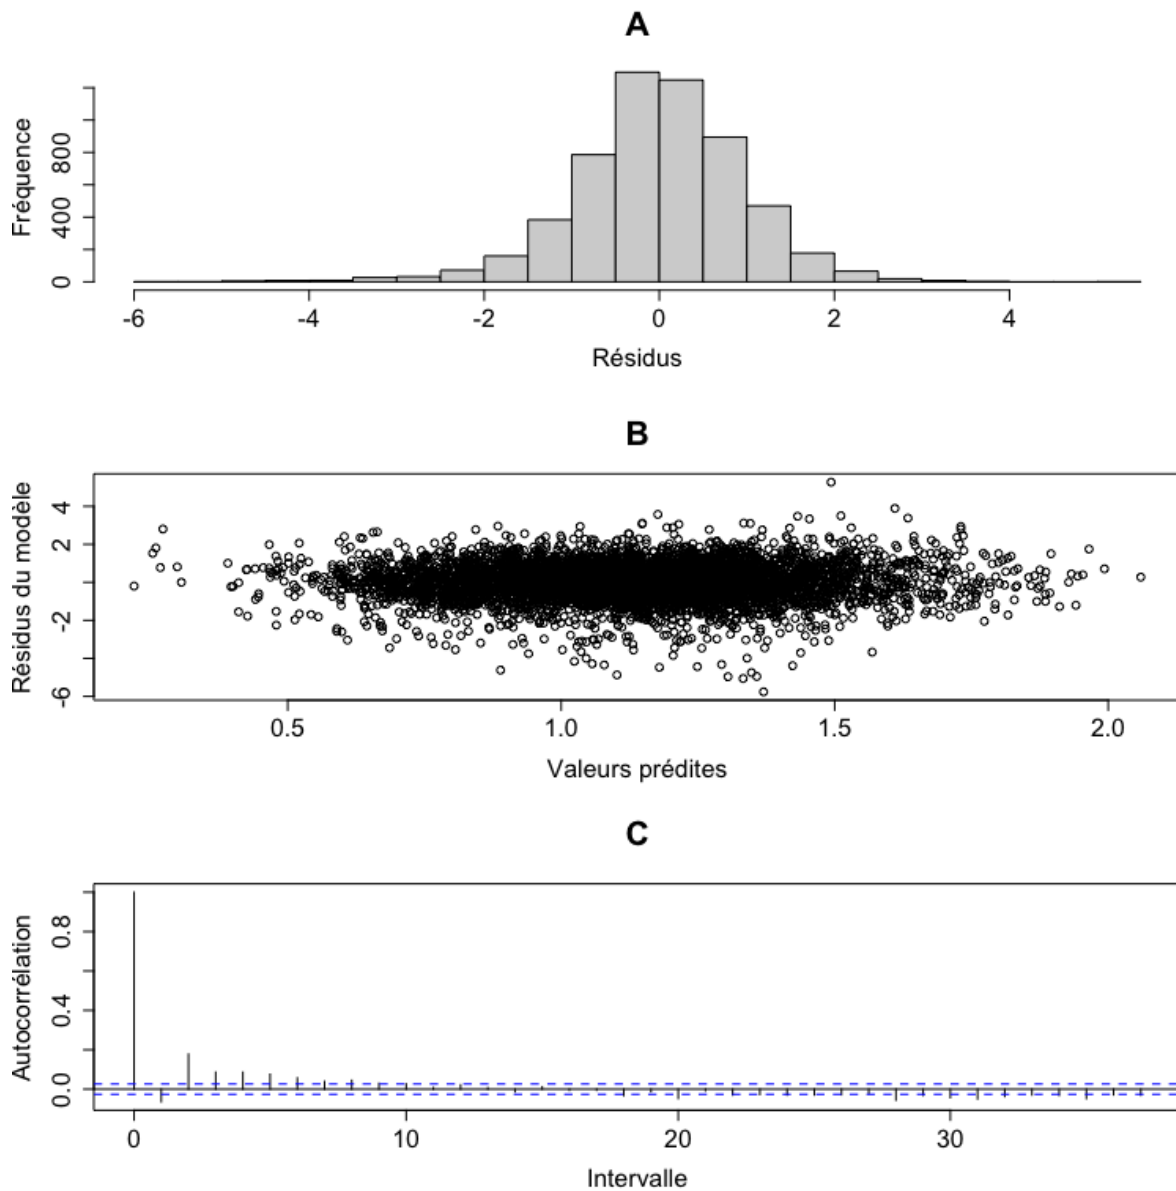 A
Fréquence
0 400 800
-6 -4 -2 0 2 4
Résidus
B
Résidus du modèle
-6 -2 2 4
0.5 1.0 1.5 2.0
Valeurs prédites
C
Autocorrélation
0.0 0.4 0.8
0 10 20 30
Intervalle